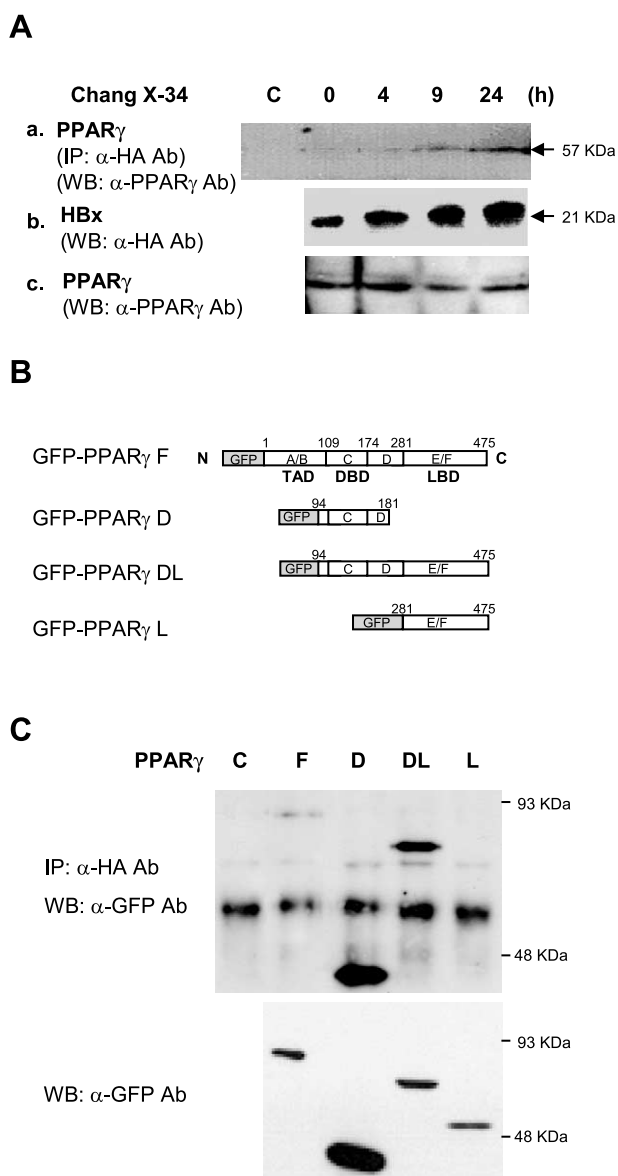 A
Chang X-34 C 0 4 9 24 (h)
a. PPARγ
(IP: α-HA Ab)
(WB: α-PPARγ Ab)
57 KDa
b. HBx
(WB: α-HA Ab)
21 KDa
c. PPARγ
(WB: α-PPARγ Ab)
B
1 109 174 281 475
GFP-PPARγ F N GFP A/B C D E/F C
TAD DBD LBD
94 181
GFP-PPARγ D GFP C D
94 475
GFP-PPARγ DL GFP C D E/F
281 475
GFP-PPARγ L GFP E/F
C
PPARγ C F D DL L
93 KDa
IP: α-HA Ab
WB: α-GFP Ab
48 KDa
93 KDa
WB: α-GFP Ab
48 KDa